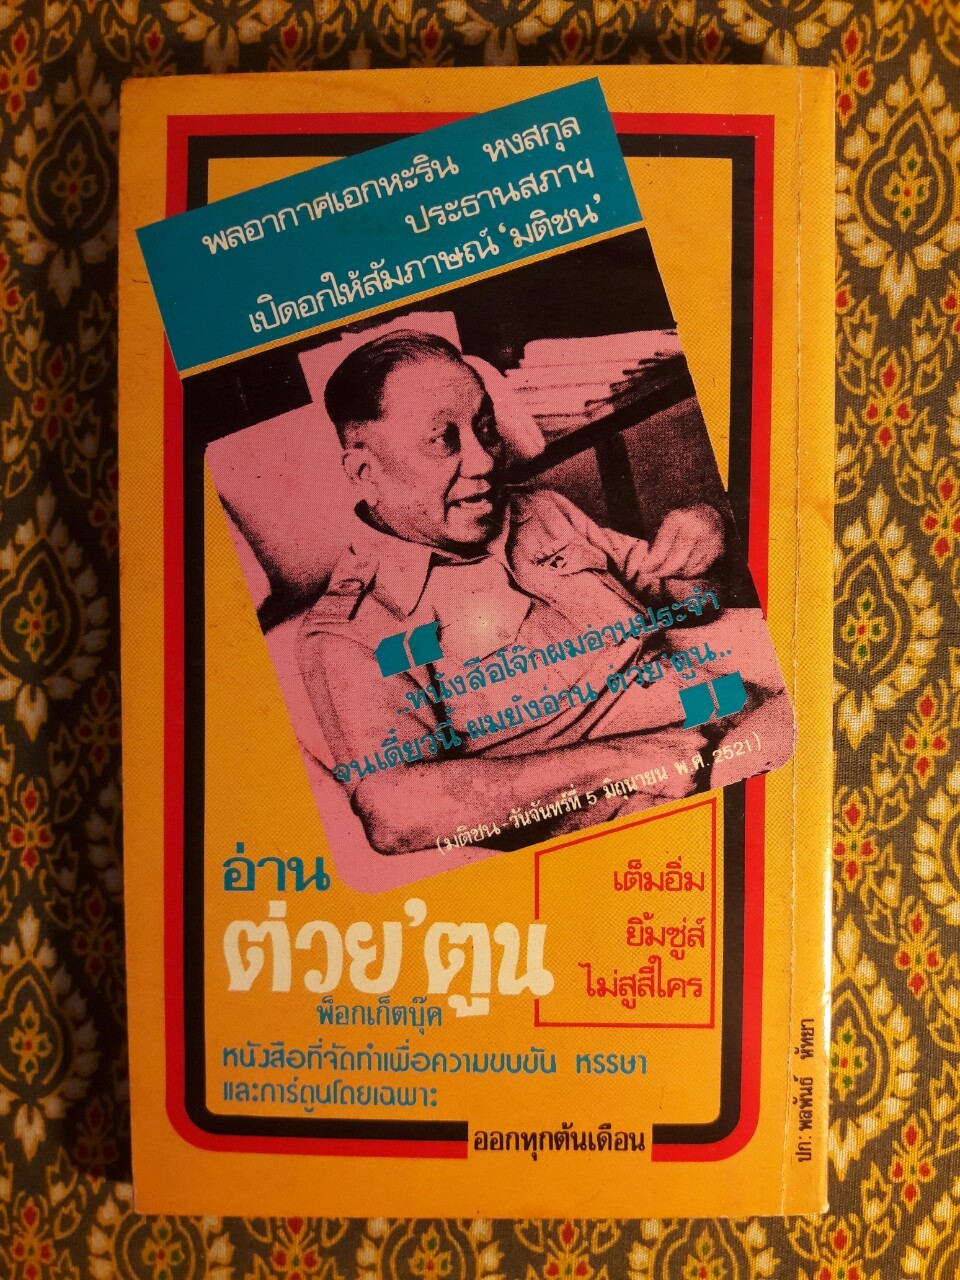 พลอากาศเอกหะริน หงสกุล
ประธานสภาฯ
เปิดอกให้สัมภาษณ์ ‘มติชน’
“
..หนังสือโจ๊กผมอ่านประจำ
จนเดี๋ยวนี้ ผมยังอ่าน ต่วย'ตูน..
”
(มติชน - วันจันทร์ที่ 5 มิถุนายน พ.ศ. 2521)
อ่าน
ต่วย'ตูน
พ็อกเก็ตบุ๊ค
เต็มอิ่ม
ยิ้มซู่ส์
ไม่สูสีใคร
หนังสือที่จัดทำเพื่อความขบขัน หรรษา
และการ์ตูนโดยเฉพาะ
ออกทุกต้นเดือน
ปก: พลพันธ์ หัทยา